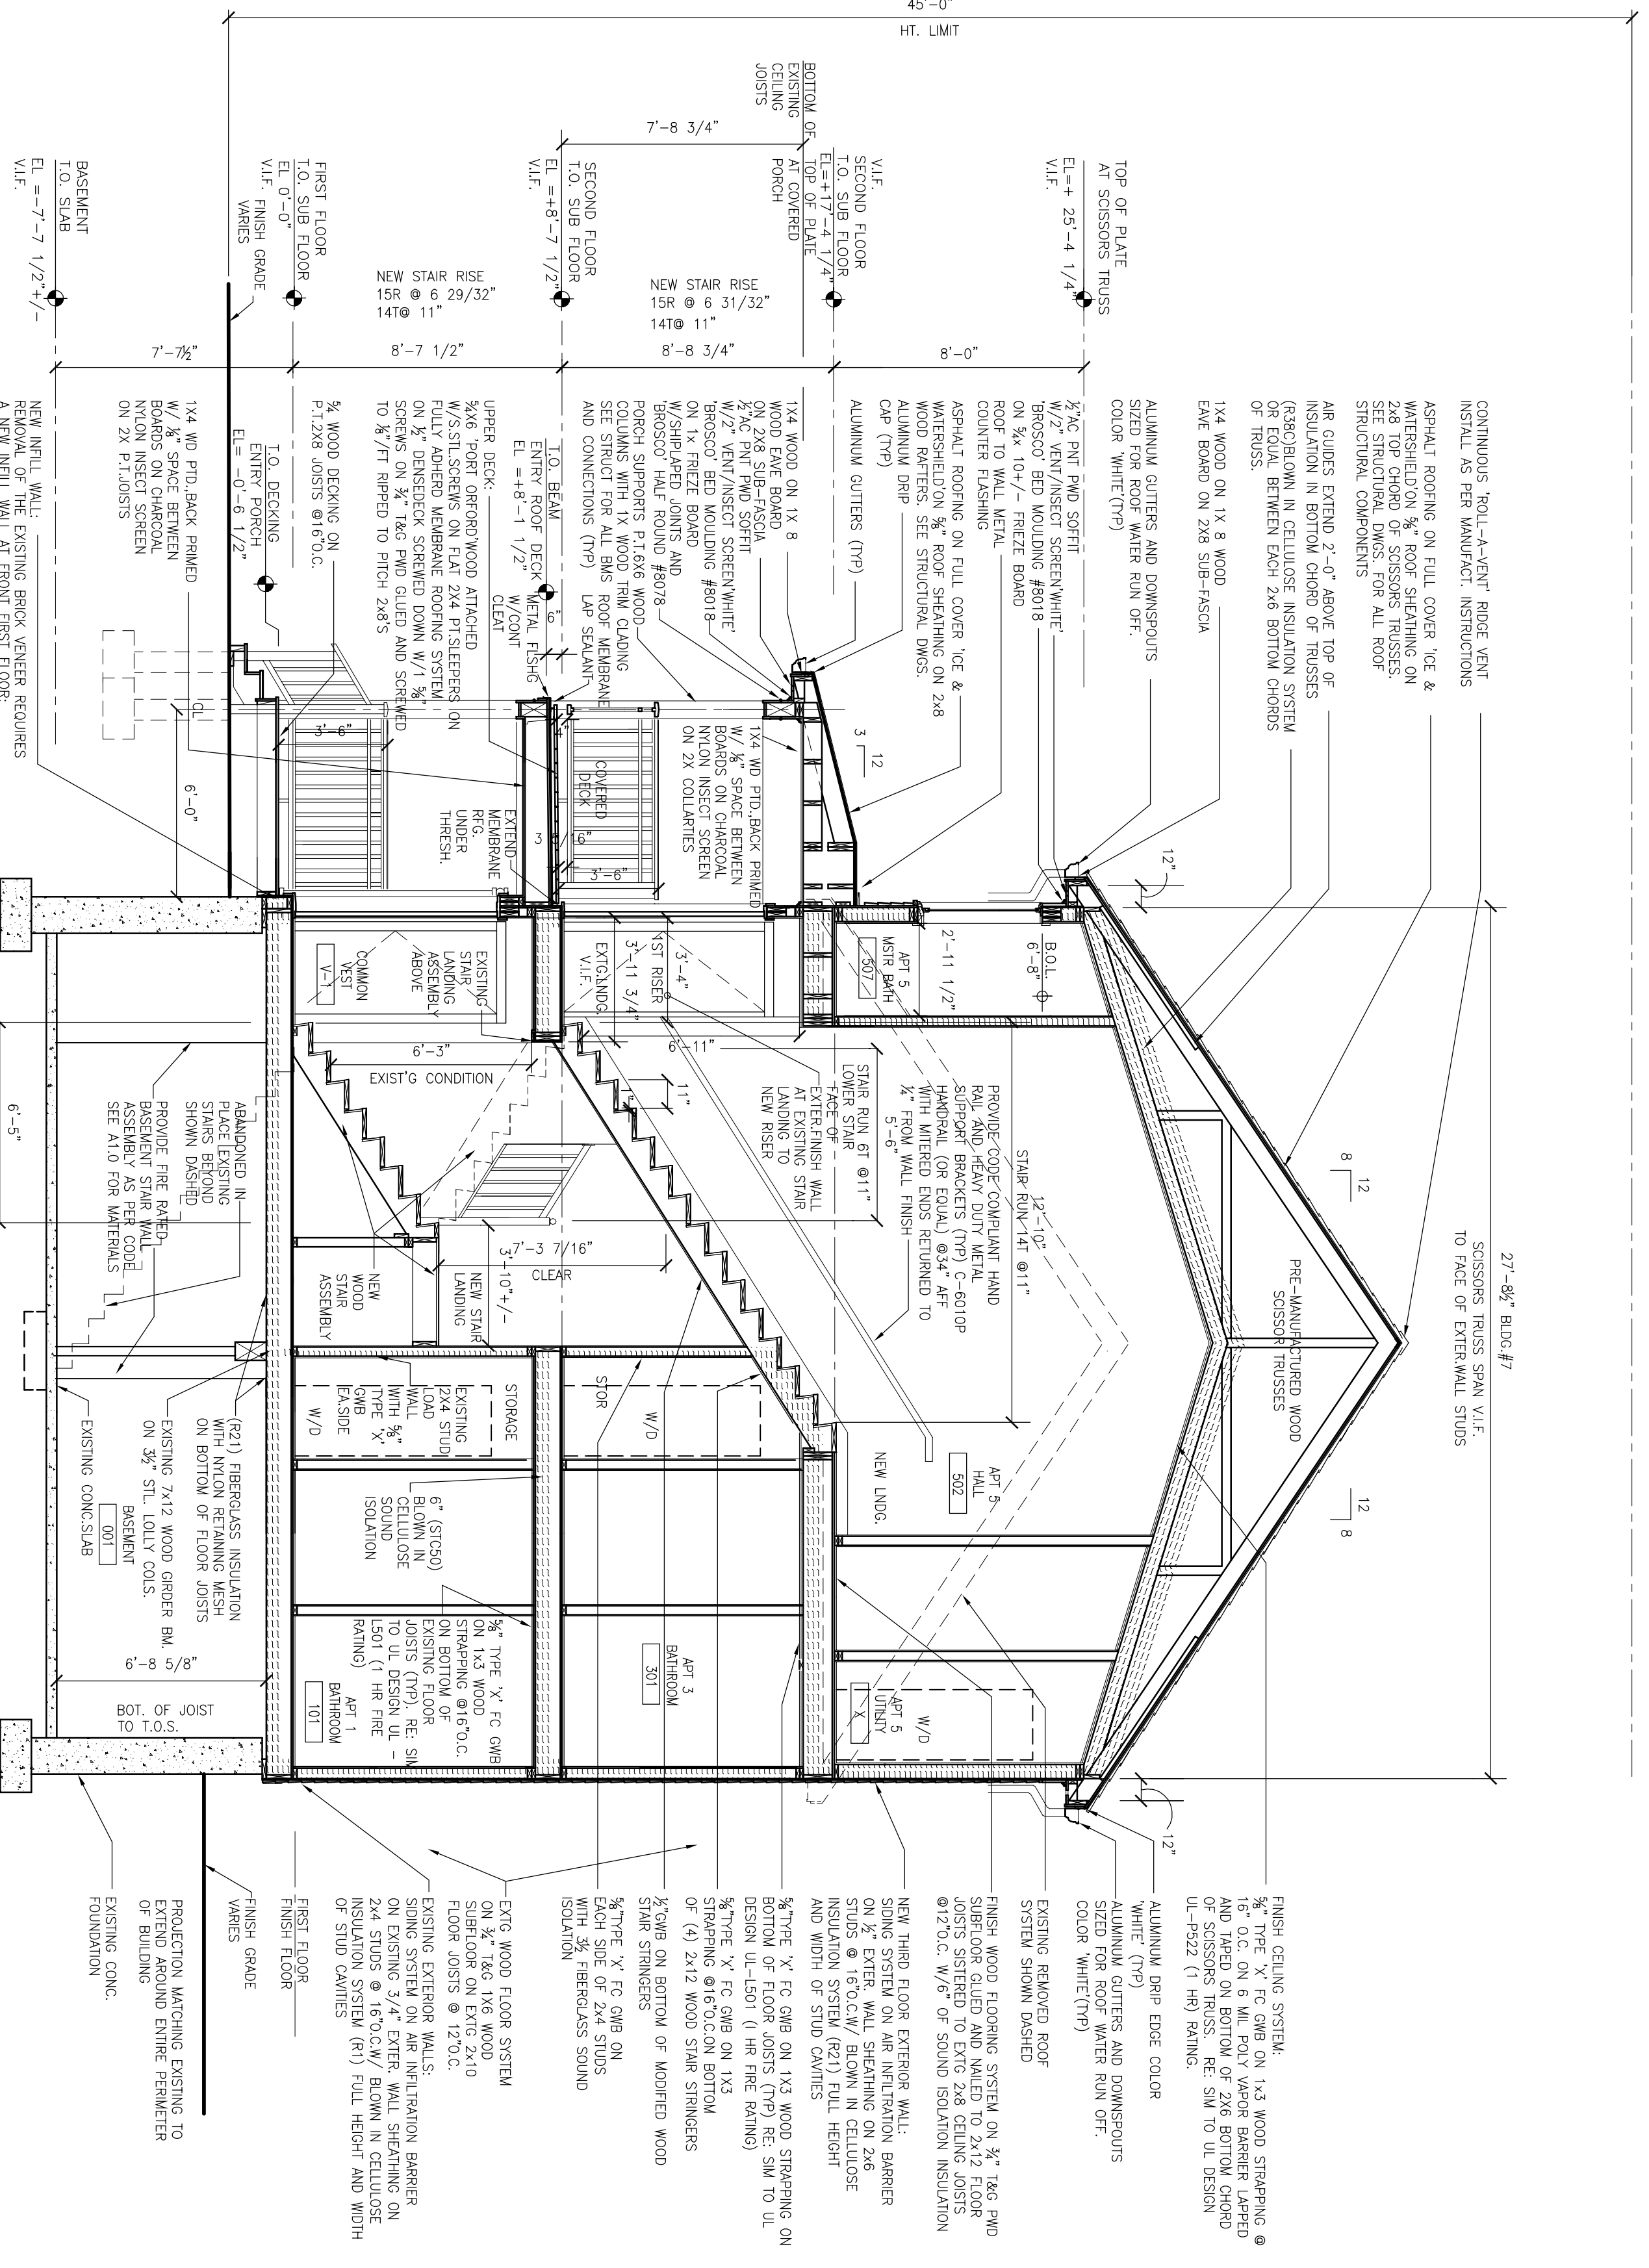 45'-0"
HT. LIMIT
BOTTOM OF
EXISTING
CEILING
JOISTS
7'-8 3/4"
TOP OF PLATE
AT SCISSORS TRUSS
EL=+ 25'-4 1/4"
V.I.F.
V.I.F.
SECOND FLOOR
T.O. SUB FLOOR
EL=+17'-4 1/4"
TOP OF PLATE
AT COVERED
PORCH
SECOND FLOOR
T.O. SUB FLOOR
EL =+8'-7 1/2"
V.I.F.
FIRST FLOOR
T.O. SUB FLOOR
EL 0'-0"
V.I.F.
FINISH GRADE
VARIES
BASEMENT
T.O. SLAB
EL =-7'-7 1/2"+/-
V.I.F.
NEW STAIR RISE
15R @ 6 29/32"
14T@ 11"
NEW STAIR RISE
15R @ 6 31/32"
14T@ 11"
7'-7½"
8'-7 1/2"
8'-8 3/4"
8'-0"
CONTINUOUS 'ROLL-A-VENT' RIDGE VENT
INSTALL AS PER MANUFACT. INSTRUCTIONS
ASPHALT ROOFING ON FULL COVER 'ICE &
WATERSHIELD'ON ⅝" ROOF SHEATHING ON
2x8 TOP CHORD OF SCISSORS TRUSSES.
SEE STRUCTURAL DWGS. FOR ALL ROOF
STRUCTURAL COMPONENTS
AIR GUIDES EXTEND 2'-0" ABOVE TOP OF
INSULATION IN BOTTOM CHORD OF TRUSSES
(R38C)BLOWN IN CELLULOSE INSULATION SYSTEM
OR EQUAL BETWEEN EACH 2x6 BOTTOM CHORDS
OF TRUSS.
1X4 WOOD ON 1X 8 WOOD
EAVE BOARD ON 2X8 SUB-FASCIA
ALUMINUM GUTTERS AND DOWNSPOUTS
SIZED FOR ROOF WATER RUN OFF.
COLOR 'WHITE'(TYP)
½"AC PNT PWD SOFFIT
W/2" VENT/INSECT SCREEN'WHITE'
'BROSCO' BED MOULDING #8018
ON 5⁄4x 10+/- FRIEZE BOARD
ROOF TO WALL METAL
COUNTER FLASHING
ASPHALT ROOFING ON FULL COVER 'ICE &
WATERSHIELD'ON ⅝" ROOF SHEATHING ON 2x8
WOOD RAFTERS. SEE STRUCTURAL DWGS.
ALUMINUM DRIP
CAP (TYP)
ALUMINUM GUTTERS (TYP)
1X4 WOOD ON 1X 8
WOOD EAVE BOARD
ON 2X8 SUB-FASCIA
½"AC PNT PWD SOFFIT
W/2" VENT/INSECT SCREEN'WHITE'
'BROSCO' BED MOULDING #8018
ON 1x FRIEZE BOARD
W/SHIPLAPED JOINTS AND
'BROSCO' HALF ROUND #8078
PORCH SUPPORTS P.T.6X6 WOOD
COLUMNS WITH 1X WOOD TRIM CLADING
SEE STRUCT FOR ALL BMS
AND CONNECTIONS (TYP)
ROOF MEMBRANE
LAP SEALANT
METAL FLSHG
W/CONT
CLEAT
6"
T.O. BEAM
ENTRY ROOF DECK
EL =+8'-1 1/2"
UPPER DECK:
5⁄4X6 'PORT ORFORD'WOOD ATTACHED
W/S.STL.SCREWS ON FLAT 2X4 PT.SLEEPERS ON
FULLY ADHERD MEMBRANE ROOFING SYSTEM
ON ½" DENSEDECK SCREWED DOWN W/1 ⅝"
SCREWS ON ¾" T&G PWD GLUED AND SCREWED
TO ⅛"/FT RIPPED TO PITCH 2x8'S
5⁄4 WOOD DECKING ON
P.T.2X8 JOISTS @16"O.C.
T.O. DECKING
ENTRY PORCH
EL= -0'-6 1/2"
1X4 WD PTD.,BACK PRIMED
W/ ⅛" SPACE BETWEEN
BOARDS ON CHARCOAL
NYLON INSECT SCREEN
ON 2X P.T.JOISTS
NEW INFILL WALL:
REMOVAL OF THE EXISTING BRICK VENEER REQUIRES
A NEW INFILL WALL AT FRONT FIRST FLOOR:
CL
3'-6"
6'-0"
4"
COVERED
DECK
3'-6"
EXTEND
MEMBRANE
RFG.
UNDER
THRESH.
1X4 WD PTD.,BACK PRIMED
W/ ⅛" SPACE BETWEEN
BOARDS ON CHARCOAL
NYLON INSECT SCREEN
ON 2X COLLARTIES
3
12
12"
8
12
12
8
27'-8½" BLDG.#7
SCISSORS TRUSS SPAN V.I.F.
TO FACE OF EXTER.WALL STUDS
PRE-MANUFACTURED WOOD
SCISSOR TRUSSES
12"
B.O.L.
6'-8"
2'-11 1/2"
APT 5
MSTR BATH
507
3'-4"
1ST RISER
3'-11 3/4"
EXTG.LNDG.
V.I.F.
EXISTING
STAIR
LANDING
ASSEMBLY
ABOVE
COMMON
VEST
V-1
6'-3"
EXIST'G CONDITION
6'-11"
11"
STAIR RUN 6T @11"
LOWER STAIR
FACE OF
EXTER.FINISH WALL
AT EXISTING STAIR
LANDING TO
NEW RISER
5'-6"
PROVIDE CODE COMPLIANT HAND
RAIL AND HEAVY DUTY METAL
SUPPORT BRACKETS (TYP) C-6010P
HANDRAIL (OR EQUAL) @34" AFF
WITH MITERED ENDS RETURNED TO
¼" FROM WALL FINISH
12'-10"
STAIR RUN 14T @11"
7'-3 7/16"
CLEAR
3'-10"+/-
NEW STAIR
LANDING
NEW
WOOD
STAIR
ASSEMBLY
6'-5"
ABANDONED IN
PLACE EXISTING
STAIRS BEYOND
SHOWN DASHED
PROVIDE FIRE RATED
BASEMENT STAIR WALL
ASSEMBLY AS PER CODE
SEE A1.0 FOR MATERIALS
W/D
STOR
STORAGE
EXISTING
2X4 STUD
LOAD
WALL
WITH ⅝"
TYPE 'X'
GWB
EA.SIDE
W/D
NEW LNDG.
APT 5
HALL
502
6" (STC50)
BLOWN IN
CELLULOSE
SOUND
ISOLATION
(R21) FIBERGLASS INSULATION
WITH NYLON RETAINING MESH
ON BOTTOM OF FLOOR JOISTS
EXISTING 7x12 WOOD GIRDER BM.
ON 3½" STL. LOLLY COLS.
EXISTING CONC.SLAB
BASEMENT
001
6'-8 5/8"
BOT. OF JOIST
TO T.O.S.
⅝" TYPE 'X' FC GWB
ON 1x3 WOOD
STRAPPING @16"O.C.
ON BOTTOM OF
EXISITING FLOOR
JOISTS (TYP). RE: SIM
TO UL DESIGN UL -
L501 (1 HR FIRE
RATING)
APT 1
BATHROOM
101
APT 3
BATHROOM
301
APT 5
UTILITY
X
W/D
FINISH CEILING SYSTEM:
⅝" TYPE 'X' FC GWB ON 1x3 WOOD STRAPPING @
16" O.C. ON 6 MIL POLY VAPOR BARRIER LAPPED
AND TAPED ON BOTTOM OF 2X6 BOTTOM CHORD
OF SCISSORS TRUSS. RE: SIM TO UL DESIGN
UL-P522 (1 HR) RATING.
ALUMINUM DRIP EDGE COLOR
'WHITE' (TYP)
ALUMINUM GUTTERS AND DOWNSPOUTS
SIZED FOR ROOF WATER RUN OFF.
COLOR 'WHITE'(TYP)
EXISTING REMOVED ROOF
SYSTEM SHOWN DASHED
FINISH WOOD FLOORING SYSTEM ON ¾" T&G PWD
SUBFLOOR GLUED AND NAILED TO 2x12 FLOOR
JOISTS SISTERED TO EXTG 2x8 CEILING JOISTS
@12"O.C. W/6" OF SOUND ISOLATION INSULATION
NEW THIRD FLOOR EXTERIOR WALL:
SIDING SYSTEM ON AIR INFILTRATION BARRIER
ON ½" EXTER. WALL SHEATHING ON 2x6
STUDS @ 16"O.C.W/ BLOWN IN CELLULOSE
INSULATION SYSTEM (R21) FULL HEIGHT
AND WIDTH OF STUD CAVITIES
⅝"TYPE 'X' FC GWB ON 1X3 WOOD STRAPPING ON
BOTTOM OF FLOOR JOISTS (TYP) RE: SIM TO UL
DESIGN UL-L501 (I HR FIRE RATING)
⅝"TYPE 'X' FC GWB ON 1X3
STRAPPING @16"O.C.ON BOTTOM
OF (4) 2x12 WOOD STAIR STRINGERS
½"GWB ON BOTTOM OF MODIFIED WOOD
STAIR STRINGERS
⅝"TYPE 'X' FC GWB ON
EACH SIDE OF 2x4 STUDS
WITH 3½ FIBERGLASS SOUND
ISOLATION
EXTG WOOD FLOOR SYSTEM
ON ¾" T&G 1X6 WOOD
SUBFLOOR ON EXTG 2x10
FLOOR JOISTS @ 12"O.C.
EXISTING EXTERIOR WALLS:
SIDING SYSTEM ON AIR INFILTRATION BARRIER
ON EXISTING 3/4" EXTER. WALL SHEATHING ON
2x4 STUDS @ 16"O.C.W/ BLOWN IN CELLULOSE
INSULATION SYSTEM (R1) FULL HEIGHT AND WIDTH
OF STUD CAVITIES
FIRST FLOOR
FINISH FLOOR
FINISH GRADE
VARIES
PROJECTION MATCHING EXISTING TO
EXTEND AROUND ENTIRE PERIMETER
OF BUILDING
EXISTING CONC.
FOUNDATION